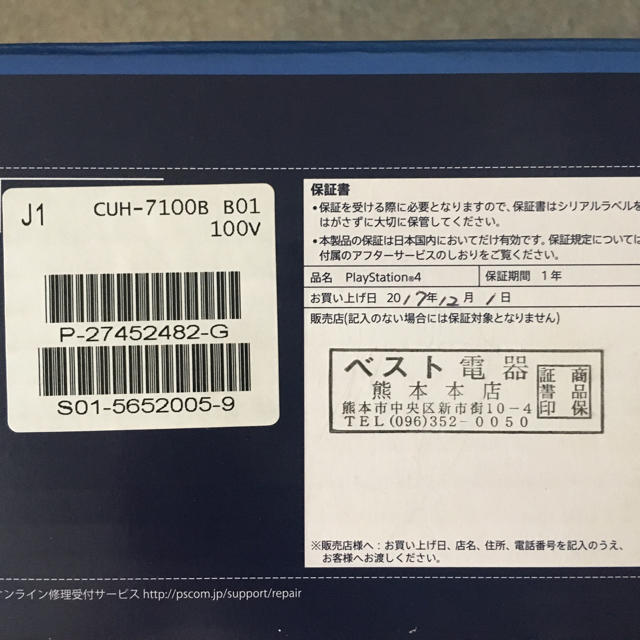 J1
CUH-7100B B01
100V
P-27452482-G
S01-5652005-9
保証書
•保証を受ける際に必要となりますので、保証書はシリアルラベルを
はがさずに大切に保管してください。
•本製品の保証は日本国内においてだけ有効です。保証規定については
付属のアフターサービスのしおりをご覧ください。
品名 PlayStation®4 保証期間 1年
お買い上げ日 2017年12月1日
販売店(記入のない場合には保証対象となりません)
ベスト電器
熊本本店
熊本市中央区新市街10-4
TEL(096)352-0050
商品保
証書印
※販売店様へ:お買い上げ日、店名、住所、電話番号を記入のうえ、
お客様へお渡しください。
オンライン修理受付サービス http://pscom.jp/support/repair